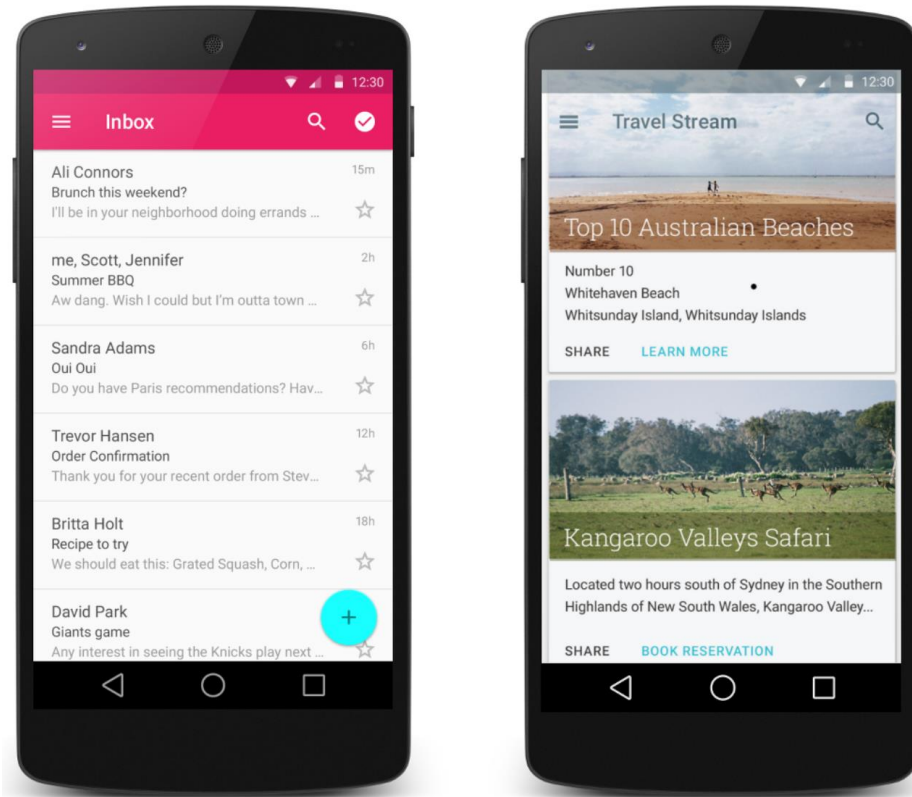 12:30
Inbox
Ali Connors 15m
Brunch this weekend?
I'll be in your neighborhood doing errands ...
me, Scott, Jennifer 2h
Summer BBQ
Aw dang. Wish I could but I'm outta town ...
Sandra Adams 6h
Oui Oui
Do you have Paris recommendations? Hav...
Trevor Hansen 12h
Order Confirmation
Thank you for your recent order from Stev...
Britta Holt 18h
Recipe to try
We should eat this: Grated Squash, Corn, ...
David Park
Giants game
Any interest in seeing the Knicks play next ...
12:30
Travel Stream
Top 10 Australian Beaches
Number 10
Whitehaven Beach
Whitsunday Island, Whitsunday Islands
SHARE LEARN MORE
Kangaroo Valleys Safari
Located two hours south of Sydney in the Southern
Highlands of New South Wales, Kangaroo Valley...
SHARE BOOK RESERVATION